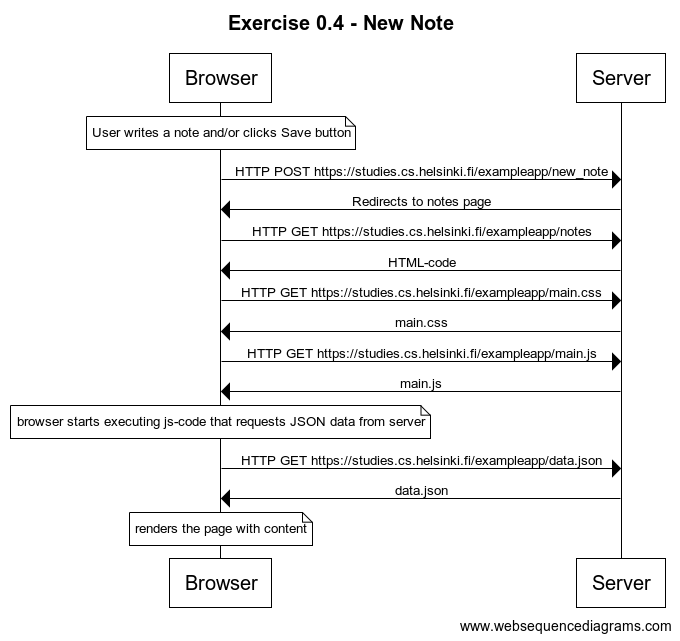 Exercise 0.4 - New Note
Browser
Server
User writes a note and/or clicks Save button
HTTP POST https://studies.cs.helsinki.fi/exampleapp/new_note
Redirects to notes page
HTTP GET https://studies.cs.helsinki.fi/exampleapp/notes
HTML-code
HTTP GET https://studies.cs.helsinki.fi/exampleapp/main.css
main.css
HTTP GET https://studies.cs.helsinki.fi/exampleapp/main.js
main.js
browser starts executing js-code that requests JSON data from server
HTTP GET https://studies.cs.helsinki.fi/exampleapp/data.json
data.json
renders the page with content
Browser
Server
www.websequencediagrams.com